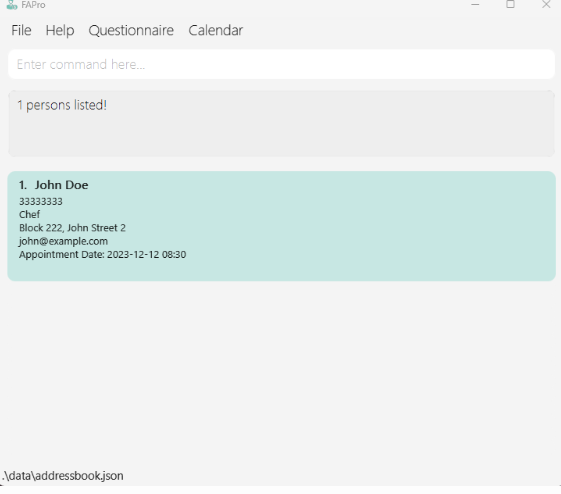 FAPro
File Help Questionnaire Calendar
Enter command here...
1 persons listed!
1. John Doe
33333333
Chef
Block 222, John Street 2
john@example.com
Appointment Date: 2023-12-12 08:30
.\data\addressbook.json